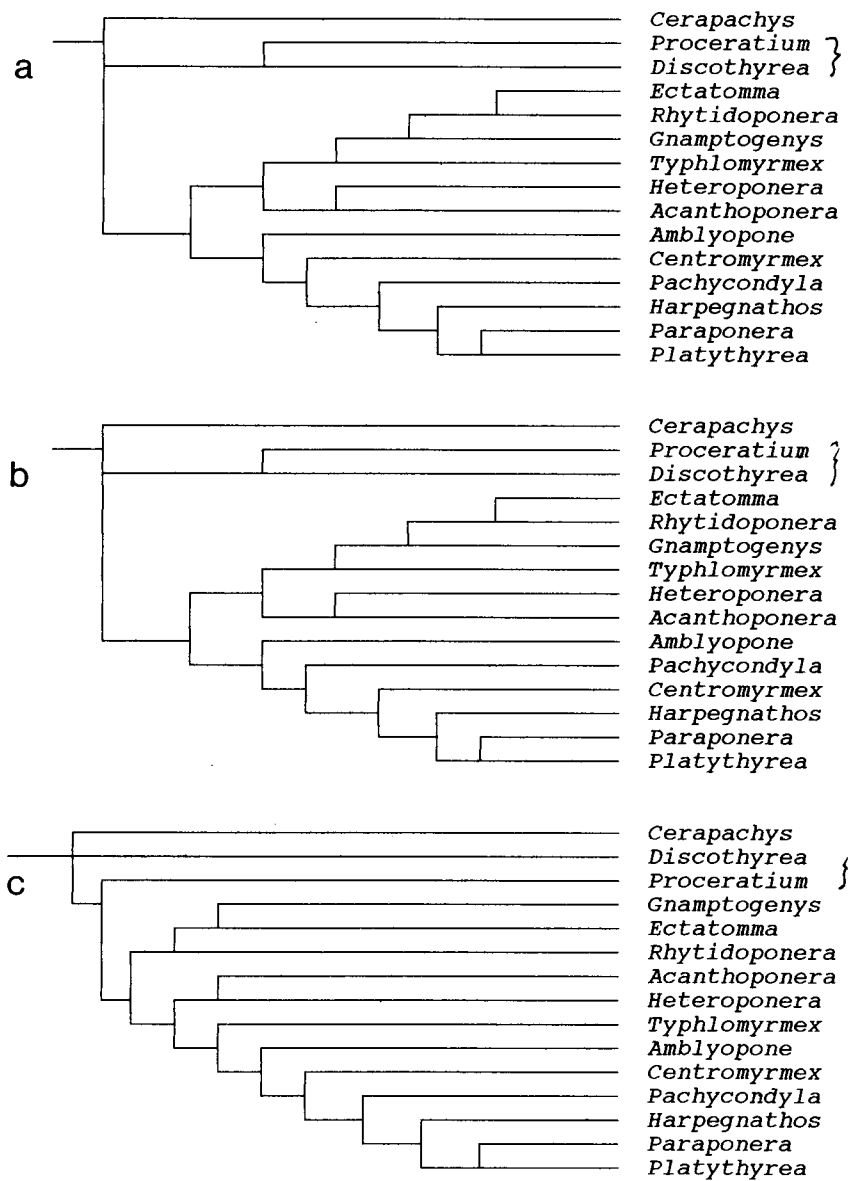 Cerapachys
Proceratium
a
Discothyrea
Ectatomma
Rhytidoponera
Gnamptogenys
Typhlomyrmex
Heteroponera
Acanthoponera
Amblyopone
Centromyrmex
Pachycondyla
Harpegnathos
Paraponera
Platythyrea
Cerapachys
Proceratium
b
Discothyrea
Ectatomma
Rhytidoponera
Gnamptogenys
Typhlomyrmex
Heteroponera
Acanthoponera
Amblyopone
Pachycondyla
Centromyrmex
Harpegnathos
Paraponera
Platythyrea
Cerapachys
Discothyrea
c
Proceratium
Gnamptogenys
Ectatomma
Rhytidoponera
Acanthoponera
Heteroponera
Typhlomyrmex
Amblyopone
Centromyrmex
Pachycondyla
Harpegnathos
Paraponera
Platythyrea